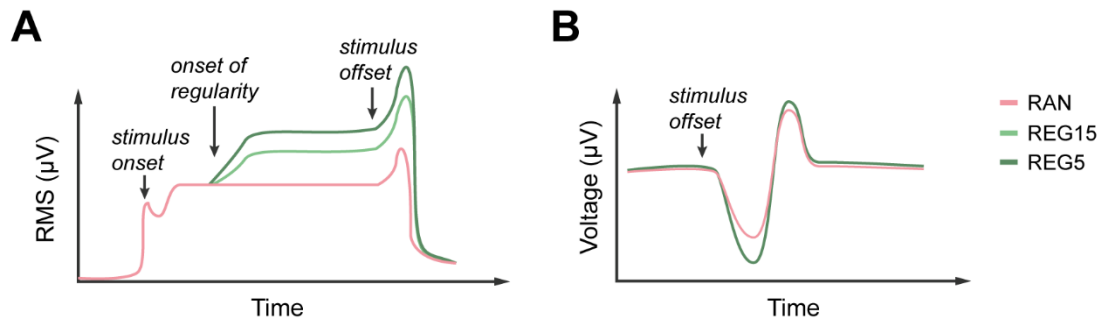 A
RMS (μV)
stimulus
onset
onset of
regularity
stimulus
offset
Time
B
Voltage (μV)
stimulus
offset
Time
RAN
REG15
REG5